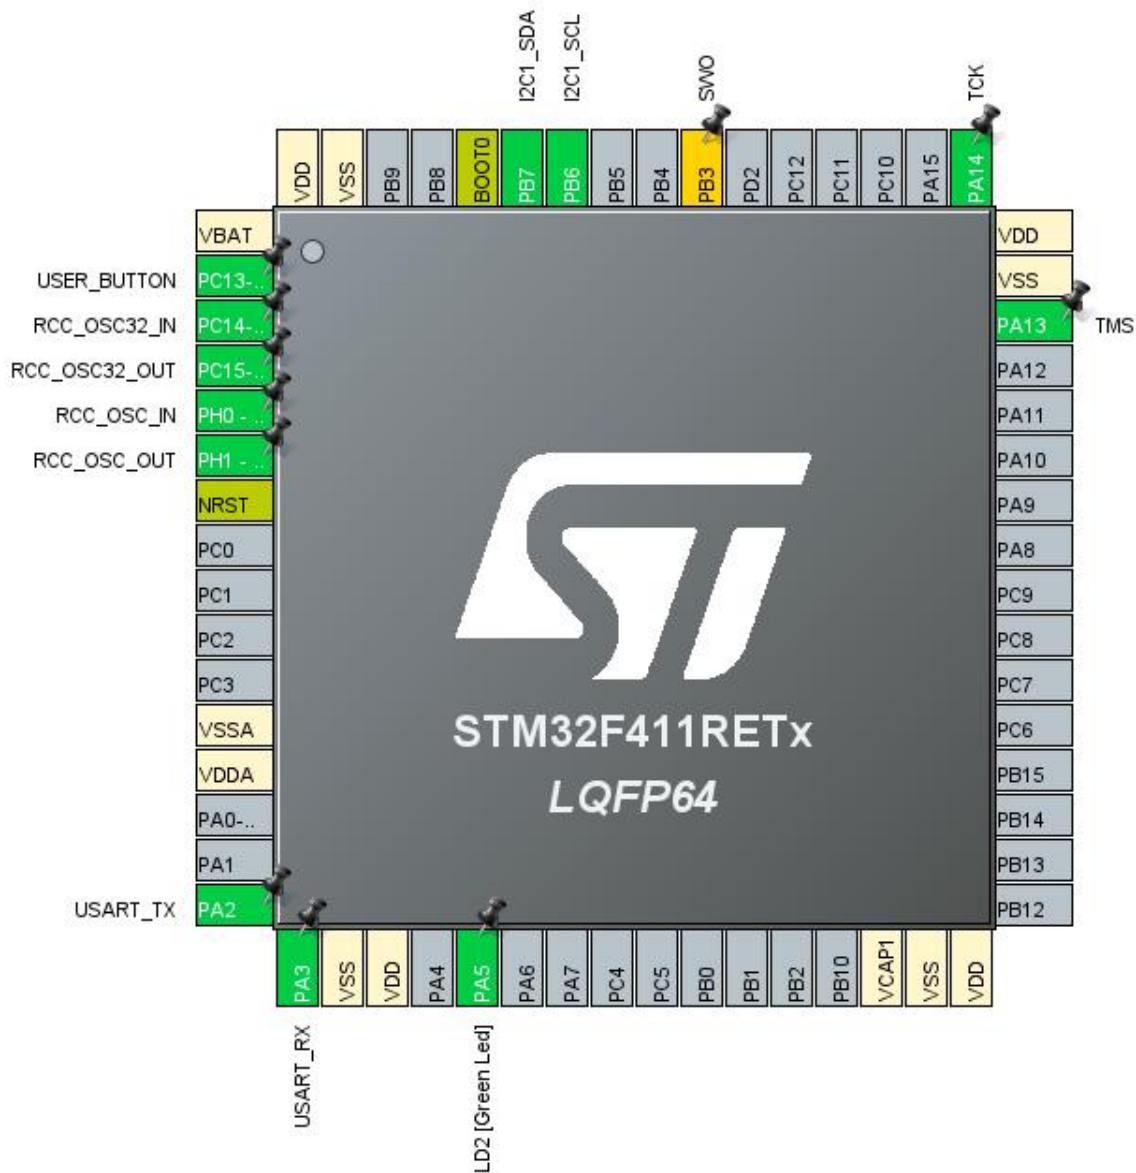 I2C1_SDA
I2C1_SCL
SWO
TCK
VDD
VSS
PB9
PB8
BOOT0
PB7
PB6
PB5
PB4
PB3
PD2
PC12
PC11
PC10
PA15
PA14
VBAT
USER_BUTTON PC13-..
RCC_OSC32_IN PC14-..
RCC_OSC32_OUT PC15-..
RCC_OSC_IN PH0 - ..
RCC_OSC_OUT PH1 - ..
NRST
PC0
PC1
PC2
PC3
VSSA
VDDA
PA0-..
PA1
USART_TX PA2
VDD
VSS
PA13 TMS
PA12
PA11
PA10
PA9
PA8
PC9
PC8
PC7
PC6
PB15
PB14
PB13
PB12
ST
STM32F411RETx
LQFP64
PA3
VSS
VDD
PA4
PA5
PA6
PA7
PC4
PC5
PB0
PB1
PB2
PB10
VCAP1
VSS
VDD
USART_RX
LD2 [Green Led]